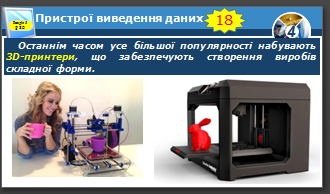 Пристрої виведення даних
18
4
Останнім часом усе більшої популярності набувають
3D-принтери, що забезпечують створення виробів
складної форми.